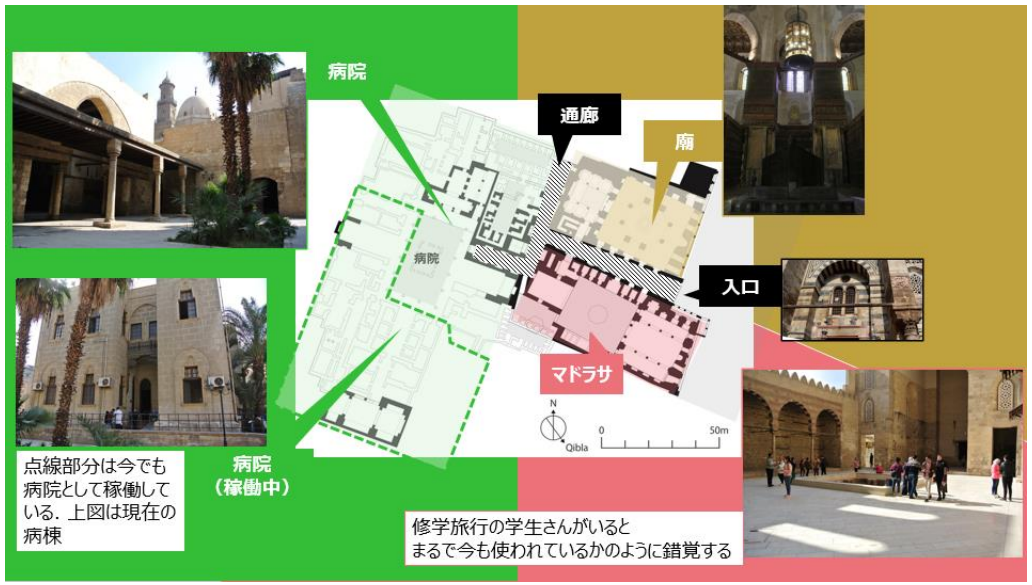 病院
通廊
廟
病院
入口
マドラサ
N
Qibla
0
50m
点線部分は今でも
病院として稼働して
いる．上図は現在の
病棟
病院
（稼働中）
修学旅行の学生さんがいると
まるで今も使われているかのように錯覚する